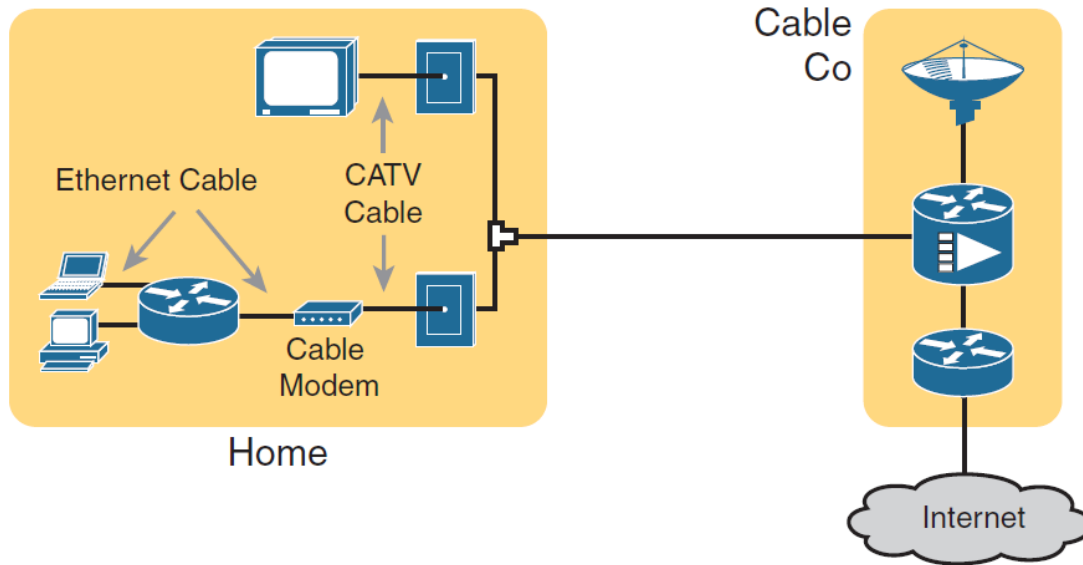 Cable
Co
Ethernet Cable
CATV
Cable
Cable
Modem
Home
Internet